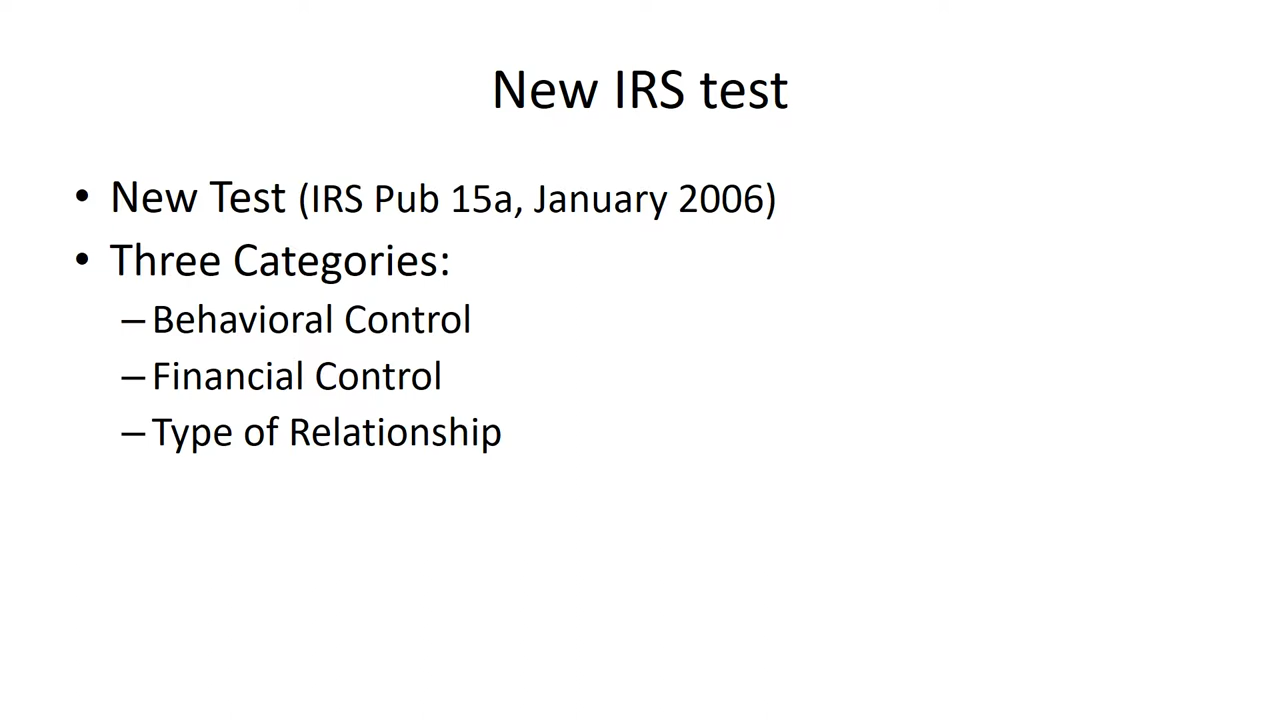 New IRS test
• New Test (IRS Pub 15a, January 2006)
• Three Categories:
– Behavioral Control
– Financial Control
– Type of Relationship